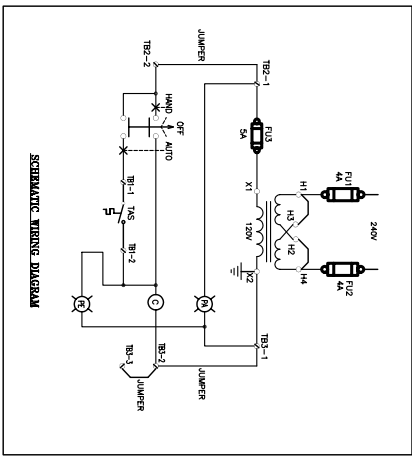 240V
FU1
4A
FU2
4A
H1
H3
H2
H4
TB2-1
FU3
5A
X1
120V
X2
TB3-1
JUMPER
PA
OFF
HAND
AUTO
TB2-2
C
TB3-2
JUMPER
TB1-1
TAS
TB1-2
TB3-3
PE
SCHEMATIC WIRING DIAGRAM